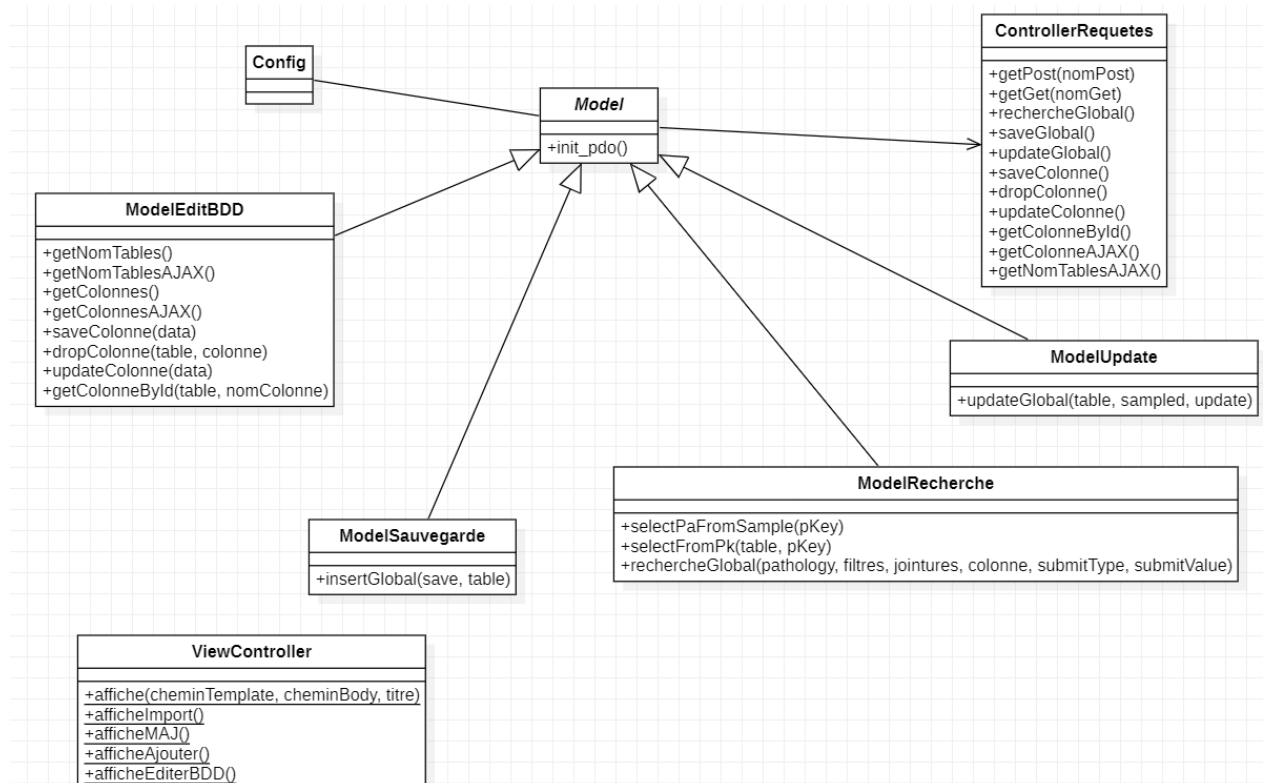 Config
Model
+init_pdo()
ControllerRequetes
+getPost(nomPost)
+getGet(nomGet)
+rechercheGlobal()
+saveGlobal()
+updateGlobal()
+saveColonne()
+dropColonne()
+updateColonne()
+getColonneById()
+getColonneAJAX()
+getNomTablesAJAX()
ModelEditBDD
+getNomTables()
+getNomTablesAJAX()
+getColonnes()
+getColonnesAJAX()
+saveColonne(data)
+dropColonne(table, colonne)
+updateColonne(data)
+getColonneById(table, nomColonne)
ModelUpdate
+updateGlobal(table, sampled, update)
ModelRecherche
+selectPaFromSample(pKey)
+selectFromPk(table, pKey)
+rechercheGlobal(pathology, filtres, jointures, colonne, submitType, submitValue)
ModelSauvegarde
+insertGlobal(save, table)
ViewController
+affiche(cheminTemplate, cheminBody, titre)
+afficheImport()
+afficheMAJ()
+afficheAjouter()
+afficheEditerBDD()